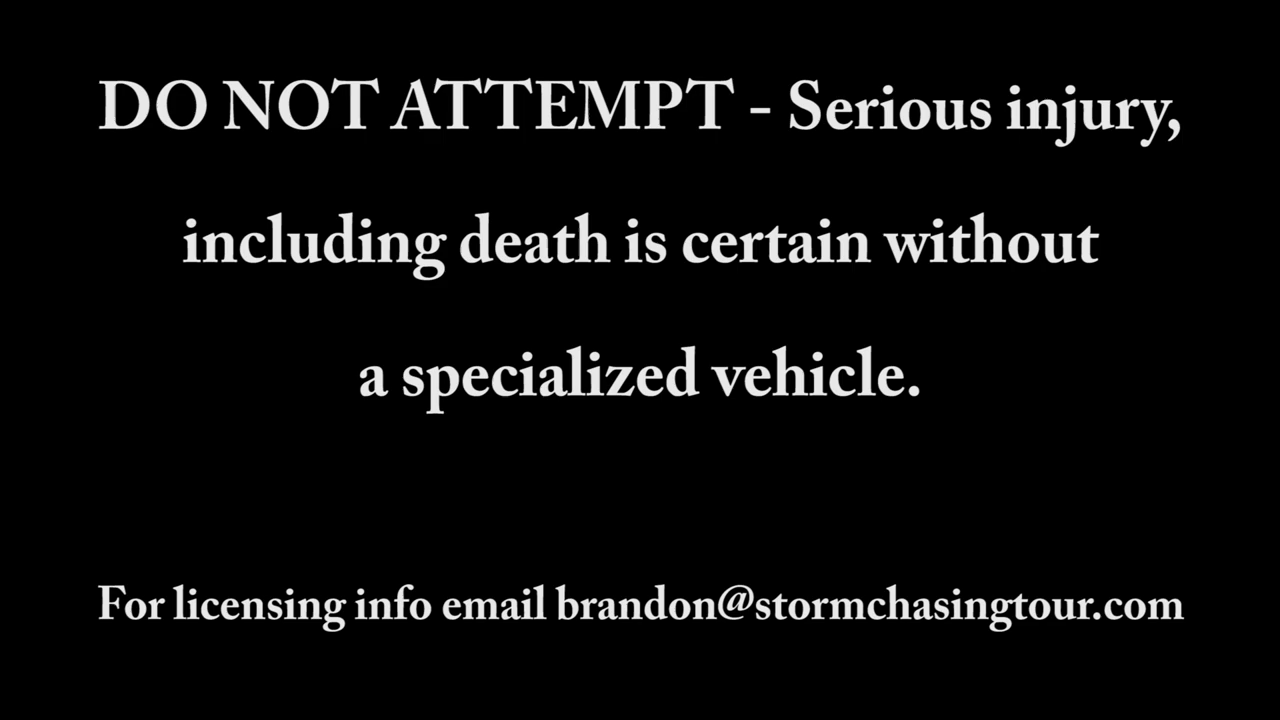 DO NOT ATTEMPT - Serious injury,
including death is certain without
a specialized vehicle.
For licensing info email brandon@stormchasingtour.com